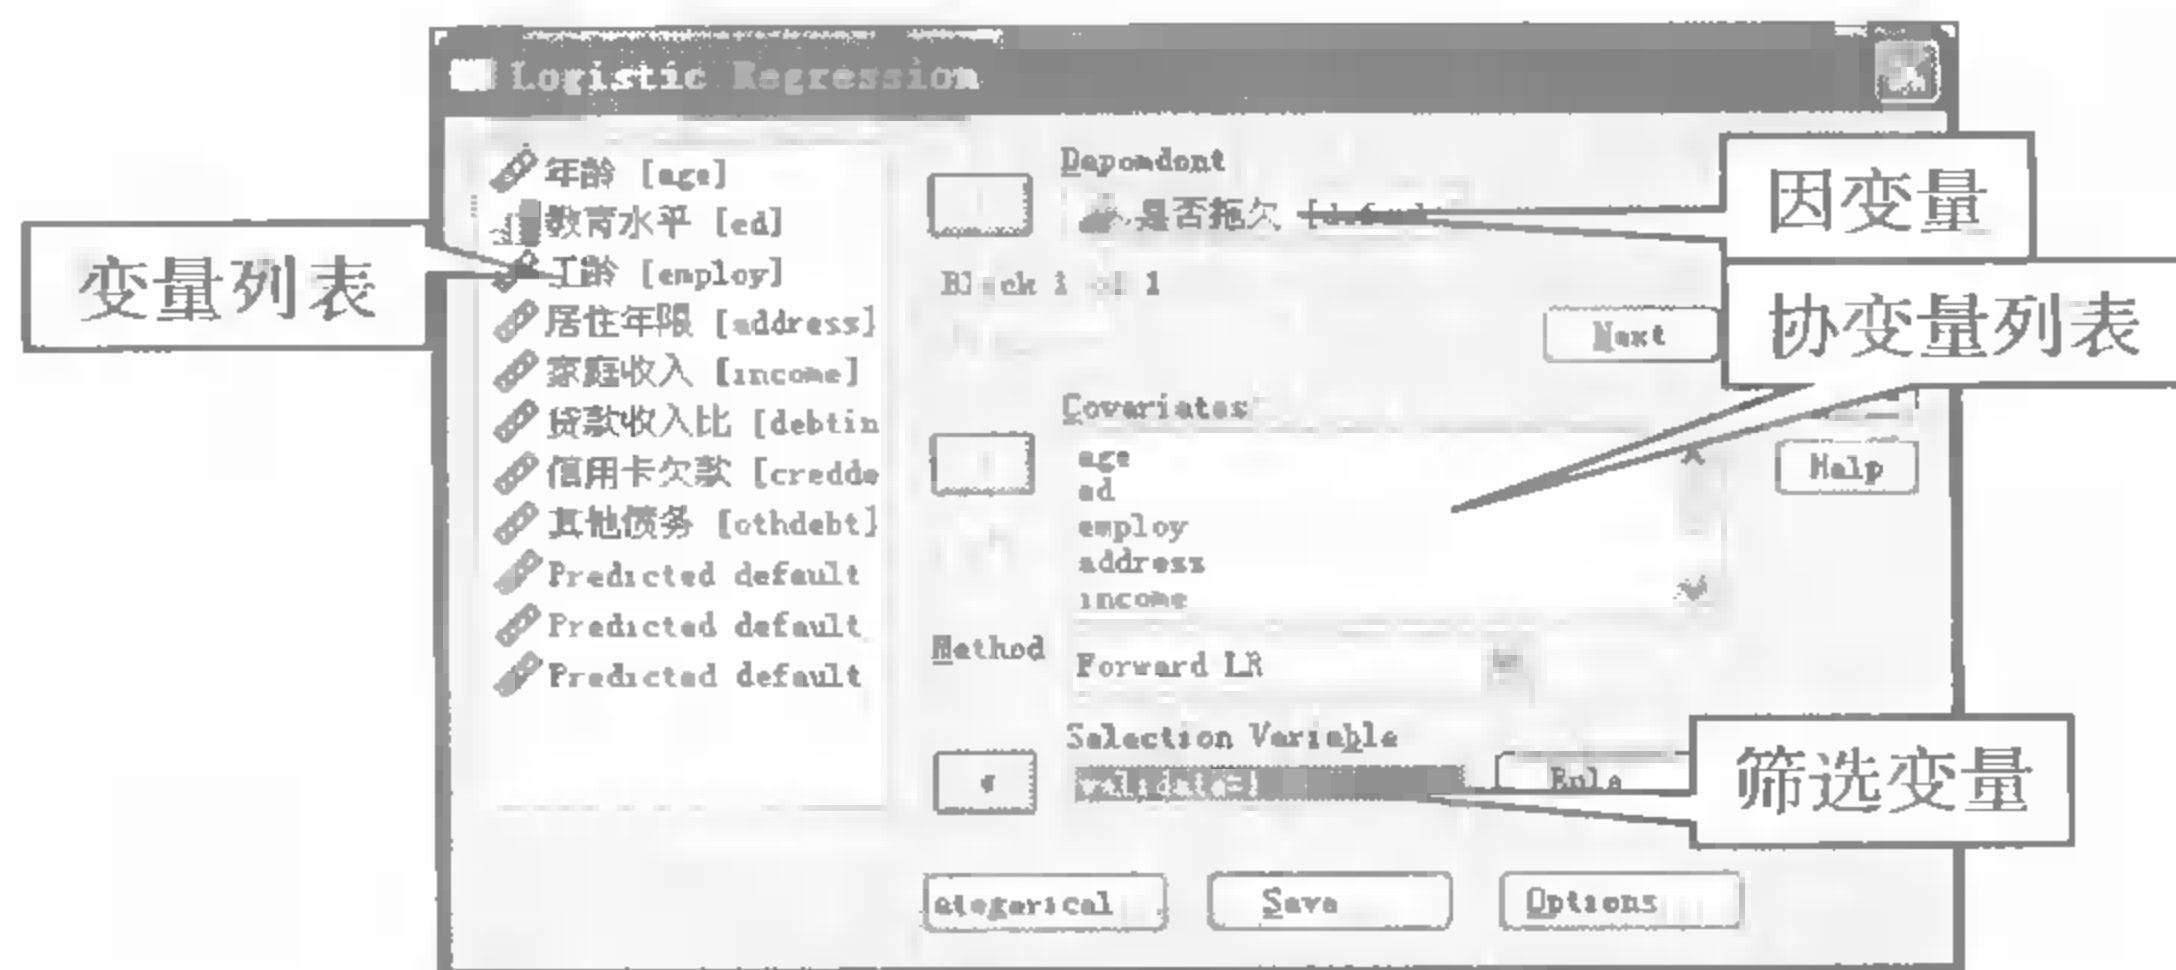 Logistic Regression
变量列表
年龄 [age]
教育水平 [ed]
工龄 [employ]
居住年限 [address]
家庭收入 [income]
贷款收入比 [debtin
信用卡欠款 [credde
其他债务 [othdebt]
Predicted default
Predicted default
Predicted default
Dependent
是否拖欠
因变量
Block 1 of 1
Next
协变量列表
Covariates
age
ed
employ
address
income
Help
Method
Forward LR
Selection Variable
validate=1
Rule
筛选变量
ategorical
Save
Options